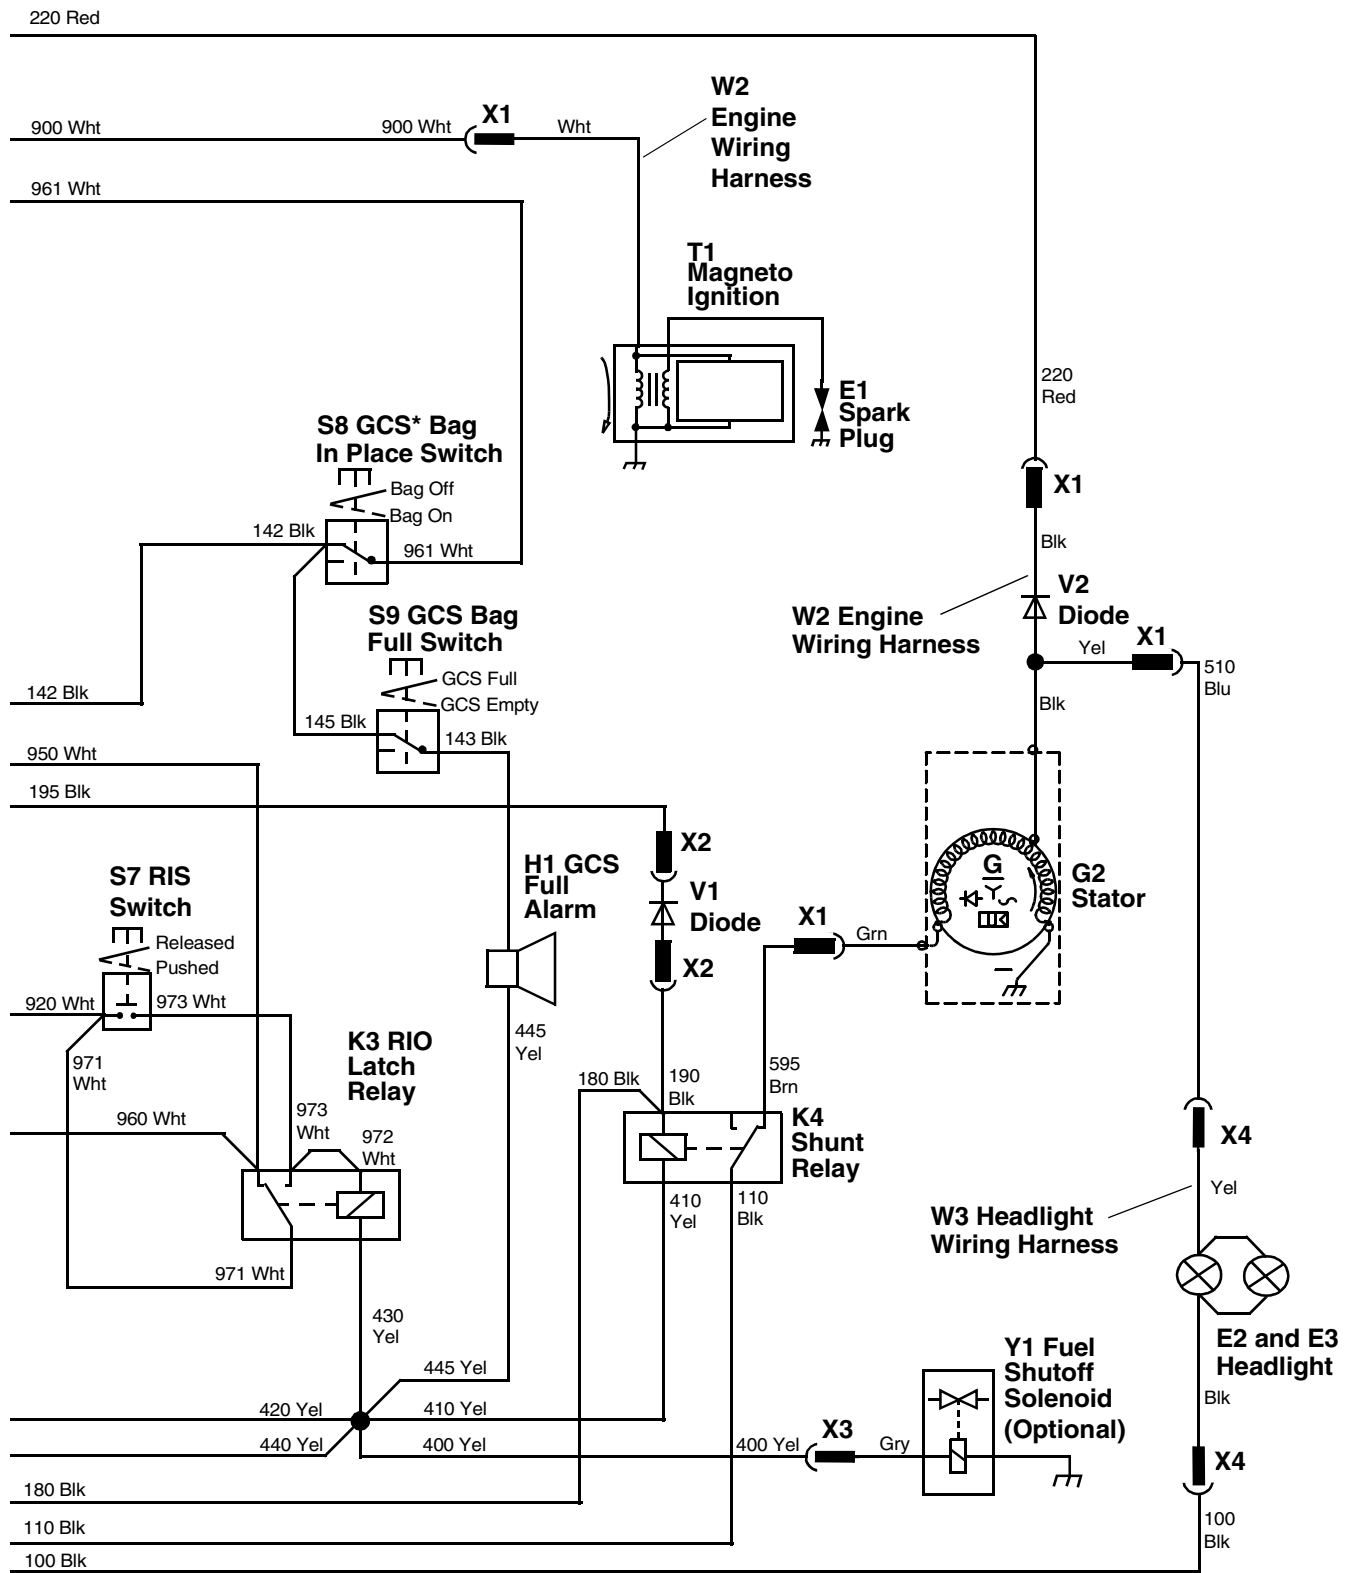 220 Red
W2
Engine
Wiring
Harness
X1
900 Wht
900 Wht
Wht
961 Wht
T1
Magneto
Ignition
220
Red
E1
Spark
Plug
S8 GCS* Bag
In Place Switch
Bag Off
Bag On
142 Blk
961 Wht
X1
Blk
V2
Diode
W2 Engine
Wiring Harness
S9 GCS Bag
Full Switch
GCS Full
GCS Empty
Yel
X1
510
Blu
142 Blk
145 Blk
143 Blk
Blk
950 Wht
195 Blk
X2
H1 GCS
Full
Alarm
V1
Diode
G
G2
Stator
S7 RIS
Switch
Released
Pushed
X1
Grn
X2
920 Wht
973 Wht
971
Wht
K3 RIO
Latch
Relay
445
Yel
180 Blk
190
Blk
595
Brn
960 Wht
973
Wht
972
Wht
K4
Shunt
Relay
X4
410
Yel
110
Blk
Yel
W3 Headlight
Wiring Harness
971 Wht
430
Yel
E2 and E3
Headlight
Y1 Fuel
Shutoff
Solenoid
(Optional)
445 Yel
Blk
420 Yel
410 Yel
X3
440 Yel
400 Yel
400 Yel
Gry
X4
180 Blk
100
Blk
110 Blk
100 Blk